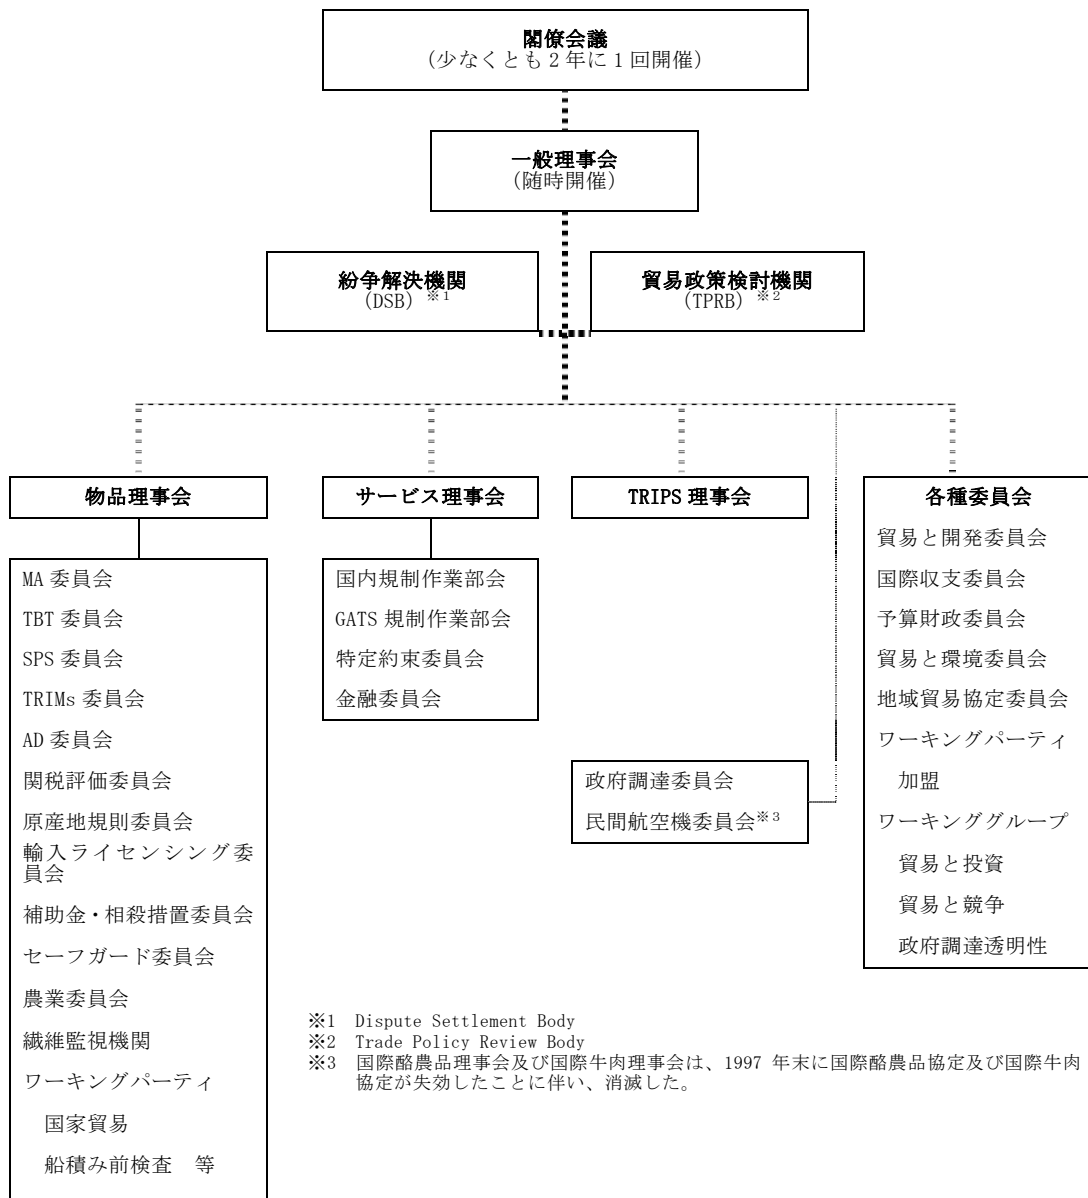 閣僚会議
(少なくとも2年に1回開催)
一般理事会
(随時開催)
紛争解決機関
(DSB) ※1
貿易政策検討機関
(TPRB) ※2
物品理事会
サービス理事会
TRIPS 理事会
各種委員会
MA 委員会
TBT 委員会
SPS 委員会
TRIMs 委員会
AD 委員会
関税評価委員会
原産地規則委員会
輸入ライセンシング委
員会
補助金・相殺措置委員会
セーフガード委員会
農業委員会
繊維監視機関
ワーキングパーティ
国家貿易
船積み前検査 等
国内規制作業部会
GATS 規制作業部会
特定約束委員会
金融委員会
政府調達委員会
民間航空機委員会※3
貿易と開発委員会
国際収支委員会
予算財政委員会
貿易と環境委員会
地域貿易協定委員会
ワーキングパーティ
加盟
ワーキンググループ
貿易と投資
貿易と競争
政府調達透明性
※1 Dispute Settlement Body
※2 Trade Policy Review Body
※3 国際酪農品理事会及び国際牛肉理事会は、1997 年末に国際酪農品協定及び国際牛肉
協定が失効したことに伴い、消滅した。